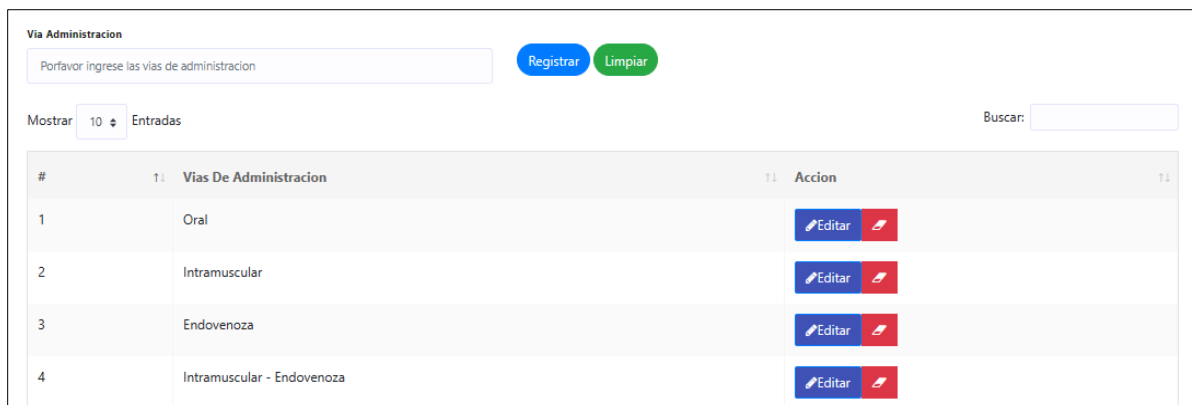 Via Administracion
Porfavor ingrese las vias de administracion
Registrar Limpiar
Mostrar 10 Entradas
Buscar:
# Vias De Administracion Accion
1 Oral Editar
2 Intramuscular Editar
3 Endovenoza Editar
4 Intramuscular - Endovenoza Editar